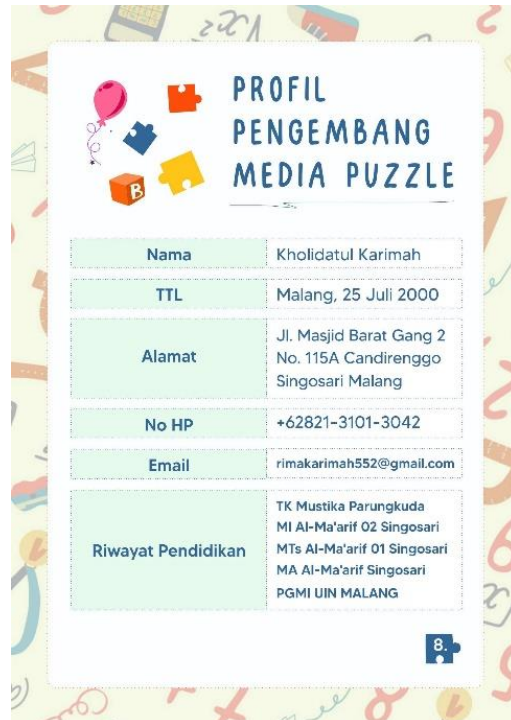 PROFIL
PENGEMBANG
MEDIA PUZZLE
B
Nama
Kholidatul Karimah
TTL
Malang, 25 Juli 2000
Alamat
Jl. Masjid Barat Gang 2
No. 115A Candirenggo
Singosari Malang
No HP
+62821-3101-3042
Email
rimakarimah552@gmail.com
Riwayat Pendidikan
TK Mustika Parungkuda
MI Al-Ma'arif 02 Singosari
MTs Al-Ma'arif 01 Singosari
MA Al-Ma'arif Singosari
PGMI UIN MALANG
8.